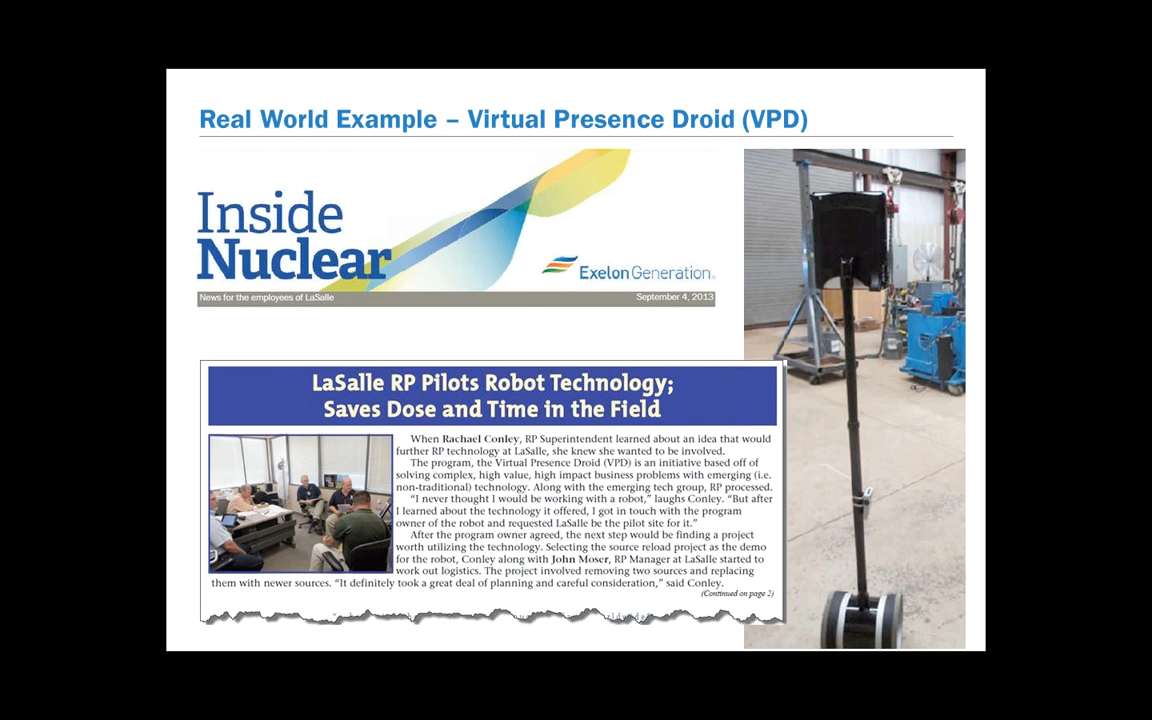 Real World Example – Virtual Presence Droid (VPD)
Inside
Nuclear
Exelon Generation®
News for the employees of LaSalle
September 4, 2013
LaSalle RP Pilots Robot Technology;
Saves Dose and Time in the Field
When Rachael Conley, RP Superintendent learned about an idea that would
further RP technology at LaSalle, she knew she wanted to be involved.
The program, the Virtual Presence Droid (VPD) is an initiative based off of
solving complex, high value, high impact business problems with emerging (i.e.
non-traditional) technology. Along with the emerging tech group, RP processed.
“I never thought I would be working with a robot,” laughs Conley. “But after
I learned about the technology it offered, I got in touch with the program
owner of the robot and requested LaSalle be the pilot site for it.”
After the program owner agreed, the next step would be finding a project
worth utilizing the technology. Selecting the source reload project as the demo
for the robot, Conley along with John Moser, RP Manager at LaSalle started to
work out logistics. The project involved removing two sources and replacing
them with newer sources. “It definitely took a great deal of planning and careful consideration,” said Conley.
(Continued on page 2)